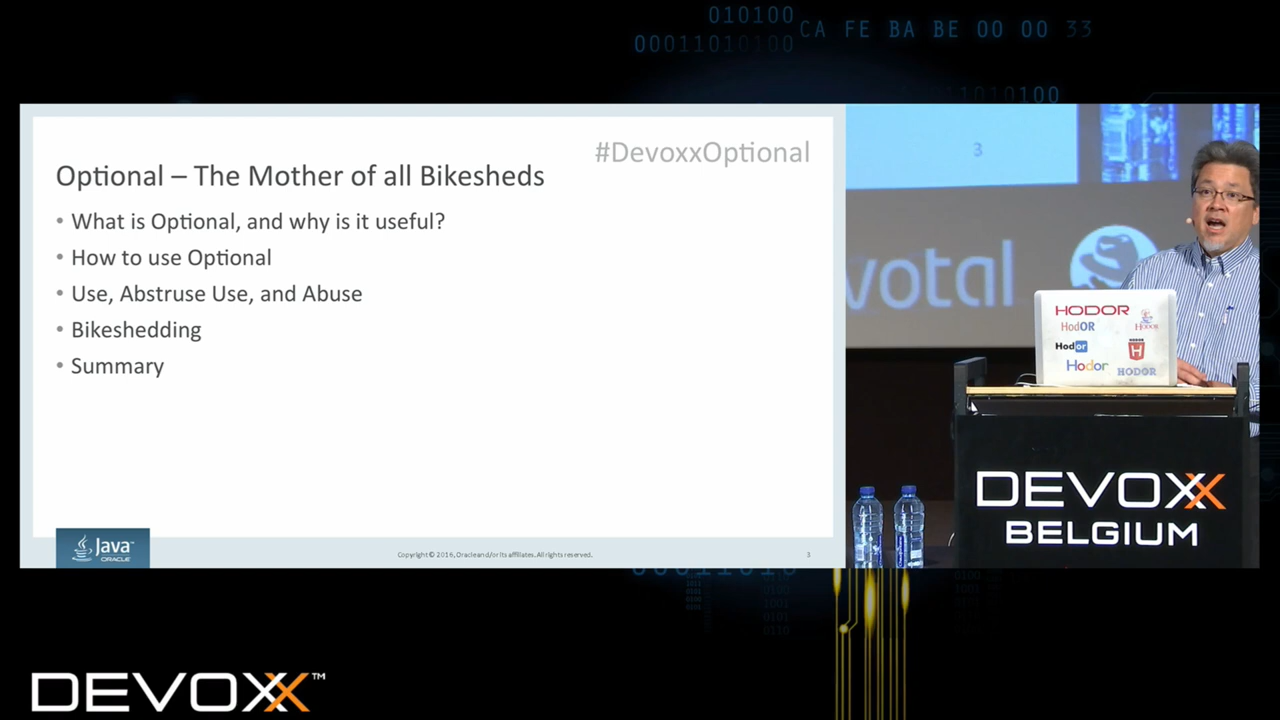 010100
00011010100
CA FE BA BE 00 00 33
11010100
#DevoxxOptional
Optional – The Mother of all Bikesheds
• What is Optional, and why is it useful?
• How to use Optional
• Use, Abstruse Use, and Abuse
• Bikeshedding
• Summary
Java™
ORACLE
Copyright © 2016, Oracle and/or its affiliates. All rights reserved.
3
3
votal
HODOR
HodOR
HODOR
Hodor
H
Hodor
HODOR
DEVOXX
BELGIUM
DEVOXX™